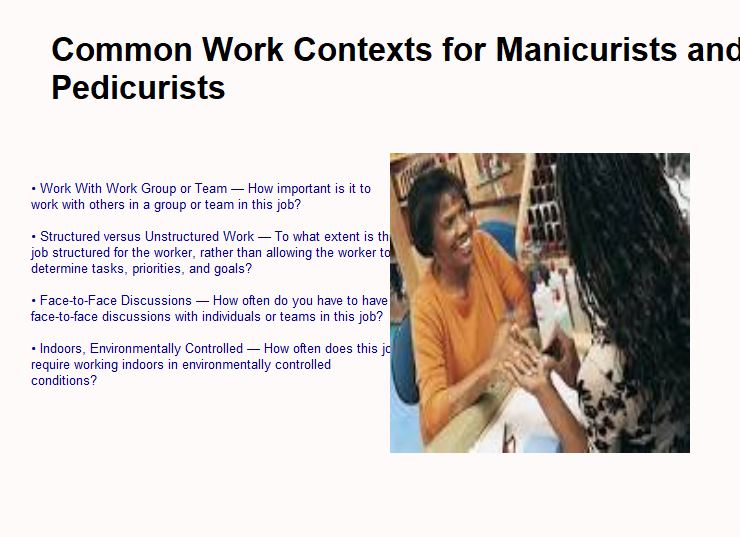 Common Work Contexts for Manicurists and
Pedicurists
• Work With Work Group or Team — How important is it to
work with others in a group or team in this job?
• Structured versus Unstructured Work — To what extent is th
job structured for the worker, rather than allowing the worker to
determine tasks, priorities, and goals?
• Face-to-Face Discussions — How often do you have to have
face-to-face discussions with individuals or teams in this job?
• Indoors, Environmentally Controlled — How often does this jo
require working indoors in environmentally controlled
conditions?